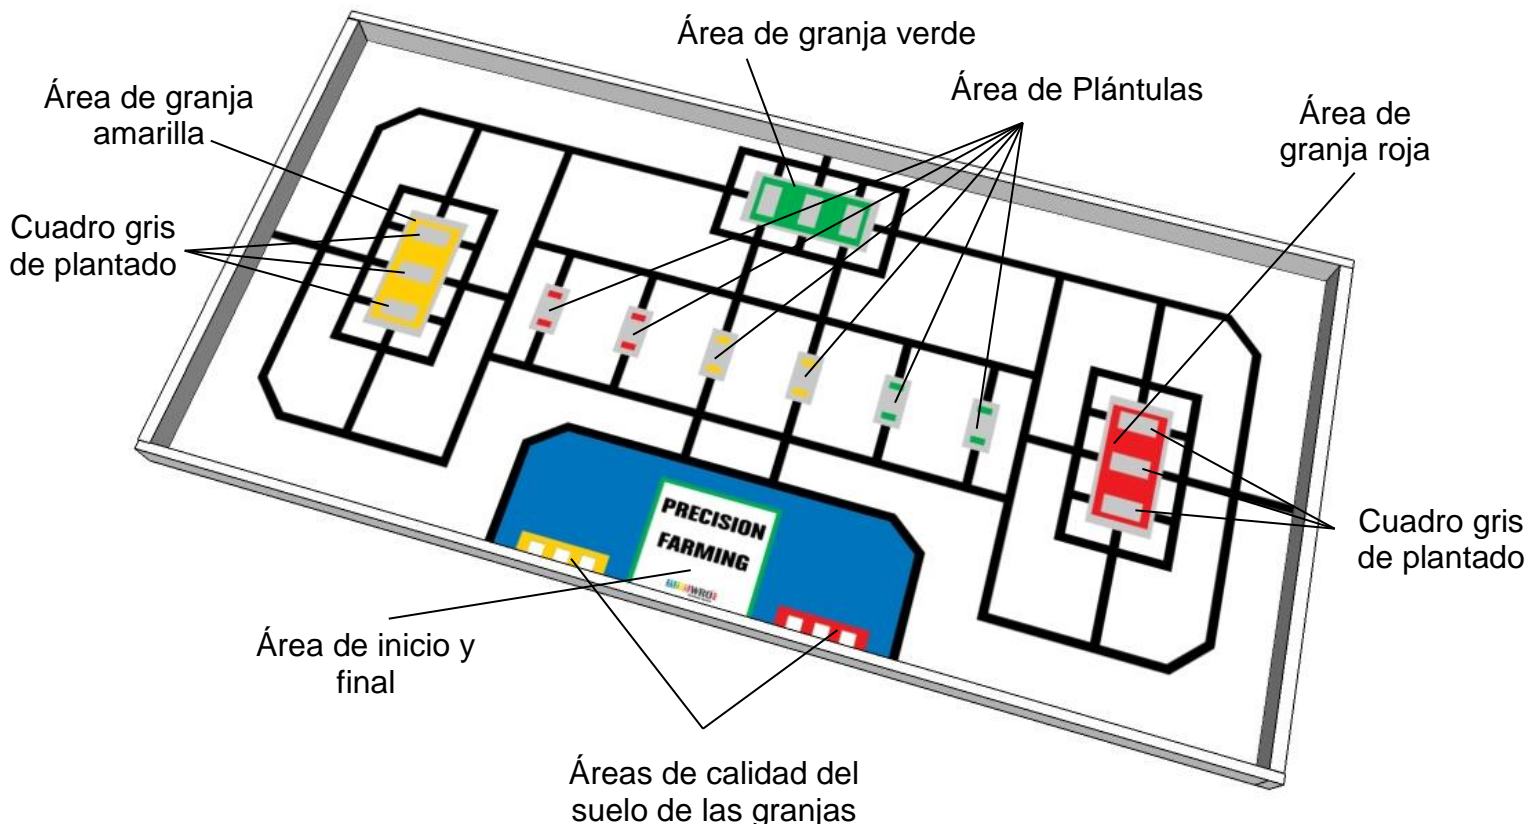 Área de granja verde
Área de Plántulas
Área de granja
amarilla
Área de
granja roja
Cuadro gris
de plantado
PRECISION
FARMING
WRO
Cuadro gris
de plantado
Área de inicio y
final
Áreas de calidad del
suelo de las granjas